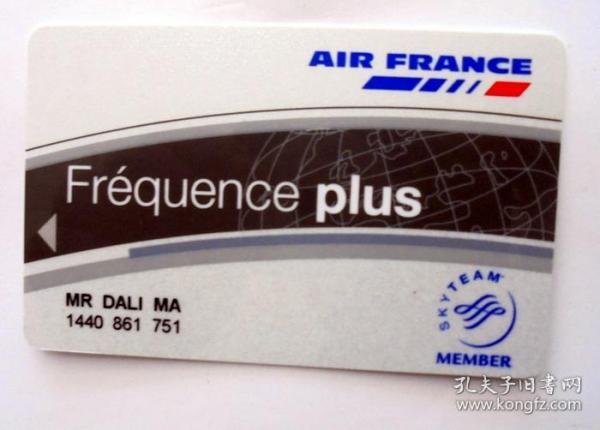 AIR FRANCE
Fréquence plus
MR DALI MA
1440 861 751
SKYTEAM
MEMBER
孔夫子旧書网
www.kongfz.com